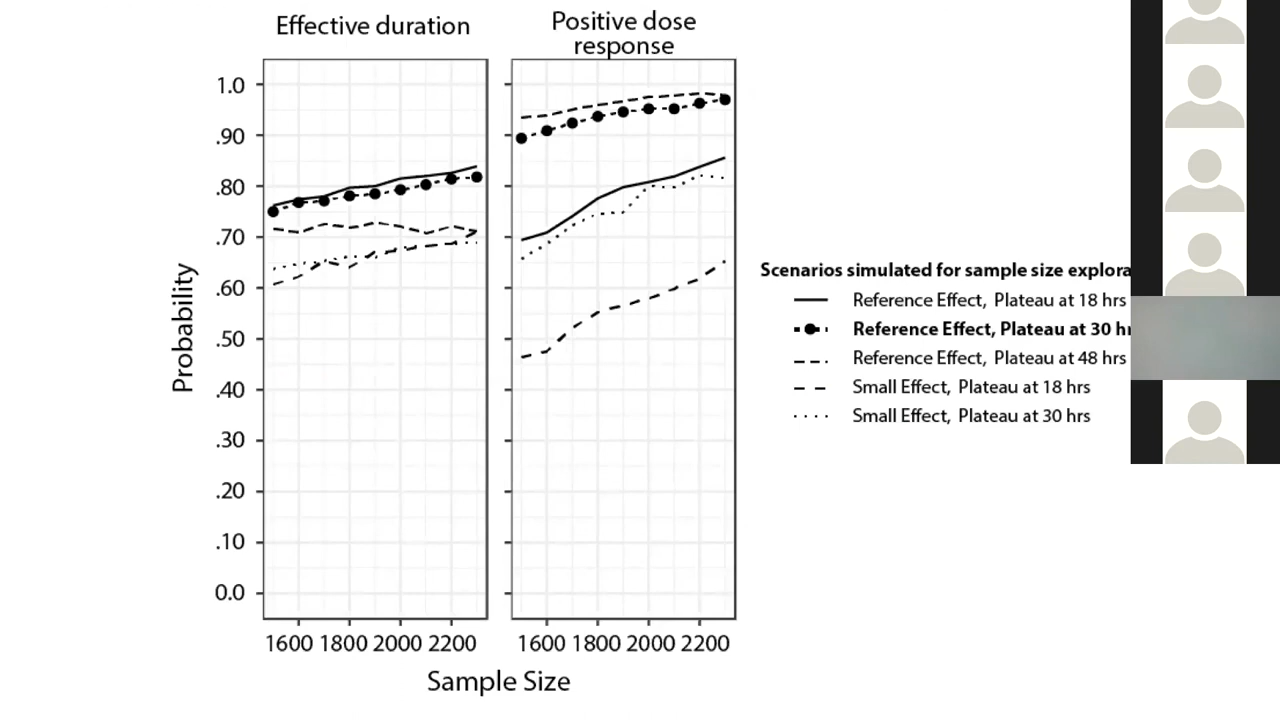 Effective duration
Positive dose
response
1.0
.90
.80
.70
.60
.50
.40
.30
.20
.10
0.0
Probability
1600 1800 2000 2200
1600 1800 2000 2200
Sample Size
Scenarios simulated for sample size explora
Reference Effect, Plateau at 18 hrs
Reference Effect, Plateau at 30 hr
Reference Effect, Plateau at 48 hrs
Small Effect, Plateau at 18 hrs
Small Effect, Plateau at 30 hrs